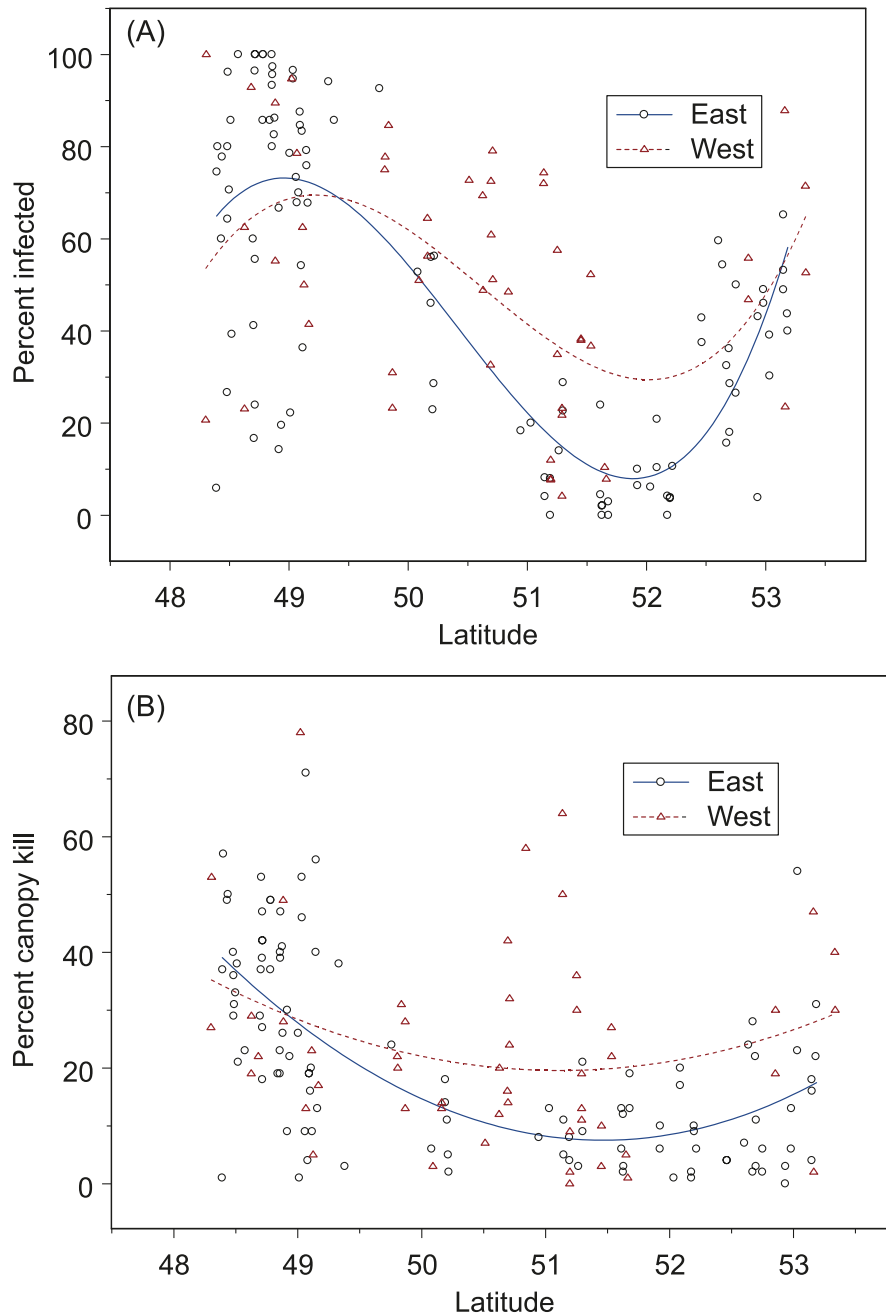 (A)
100
80
60
40
20
0
Percent infected
East
West
48 49 50 51 52 53
Latitude
(B)
80
60
40
20
0
Percent canopy kill
East
West
48 49 50 51 52 53
Latitude